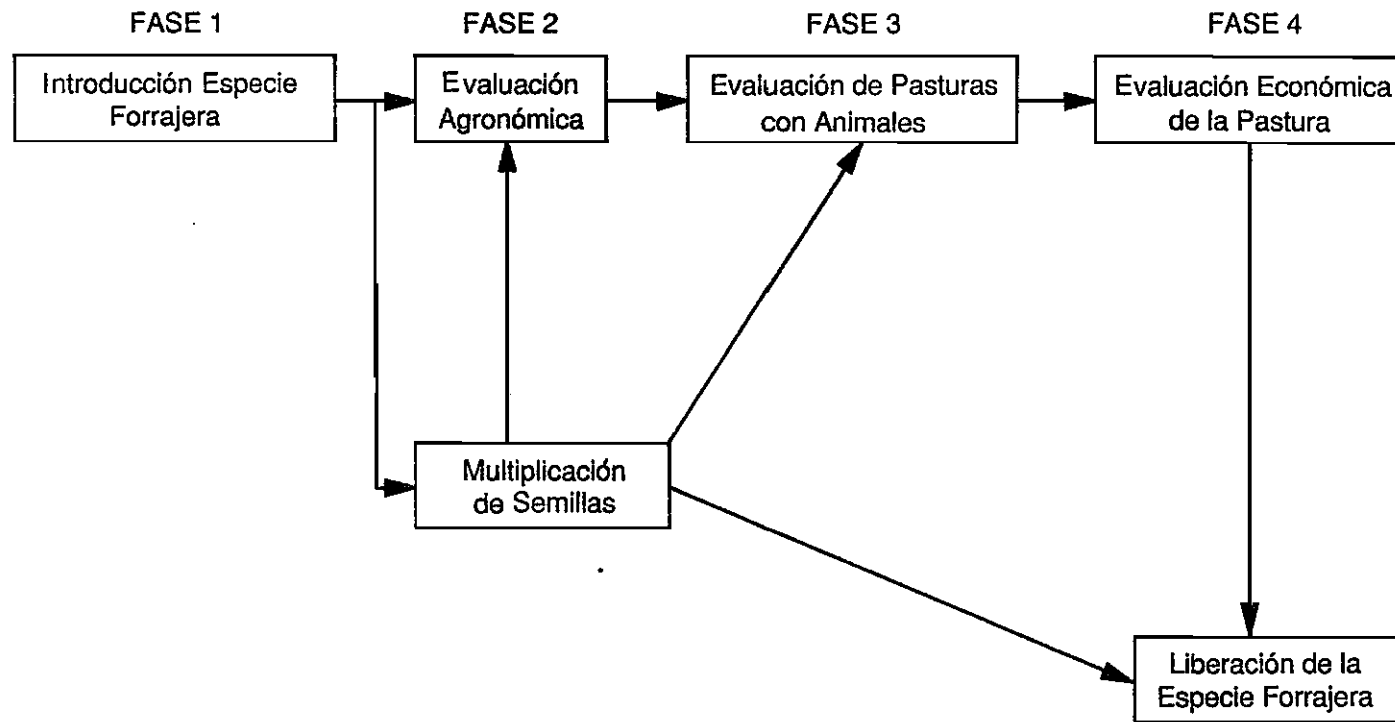 FASE 1
FASE 2
FASE 3
FASE 4
Introducción Especie
Forrajera
Evaluación
Agronómica
Evaluación de Pasturas
con Animales
Evaluación Económica
de la Pastura
Multiplicación
de Semillas
Liberación de la
Especie Forrajera